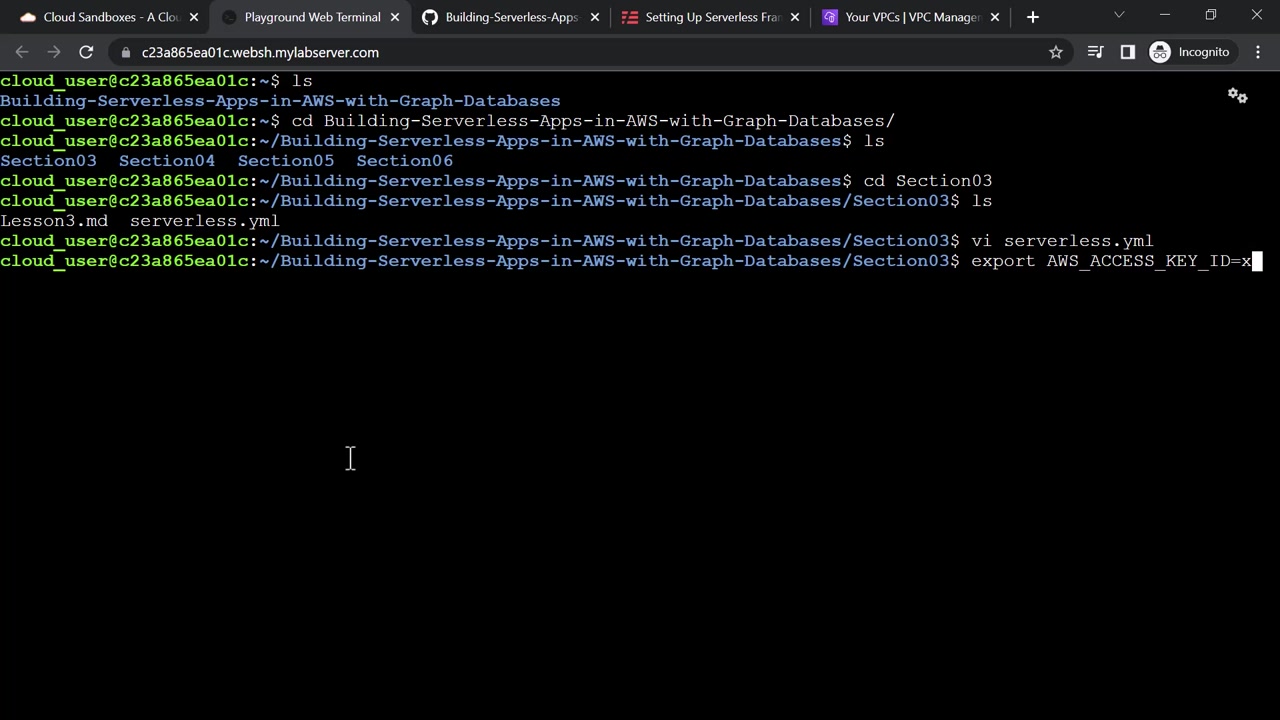 Cloud Sandboxes - A Clou
Playground Web Terminal
Building-Serverless-Apps-
Setting Up Serverless Fran
Your VPCs | VPC Managem
c23a865ea01c.websh.mylabserver.com
Incognito
cloud_user@c23a865ea01c:~$ ls
Building-Serverless-Apps-in-AWS-with-Graph-Databases
cloud_user@c23a865ea01c:~$ cd Building-Serverless-Apps-in-AWS-with-Graph-Databases/
cloud_user@c23a865ea01c:~/Building-Serverless-Apps-in-AWS-with-Graph-Databases$ ls
Section03  Section04  Section05  Section06
cloud_user@c23a865ea01c:~/Building-Serverless-Apps-in-AWS-with-Graph-Databases$ cd Section03
cloud_user@c23a865ea01c:~/Building-Serverless-Apps-in-AWS-with-Graph-Databases/Section03$ ls
Lesson3.md  serverless.yml
cloud_user@c23a865ea01c:~/Building-Serverless-Apps-in-AWS-with-Graph-Databases/Section03$ vi serverless.yml
cloud_user@c23a865ea01c:~/Building-Serverless-Apps-in-AWS-with-Graph-Databases/Section03$ export AWS_ACCESS_KEY_ID=x